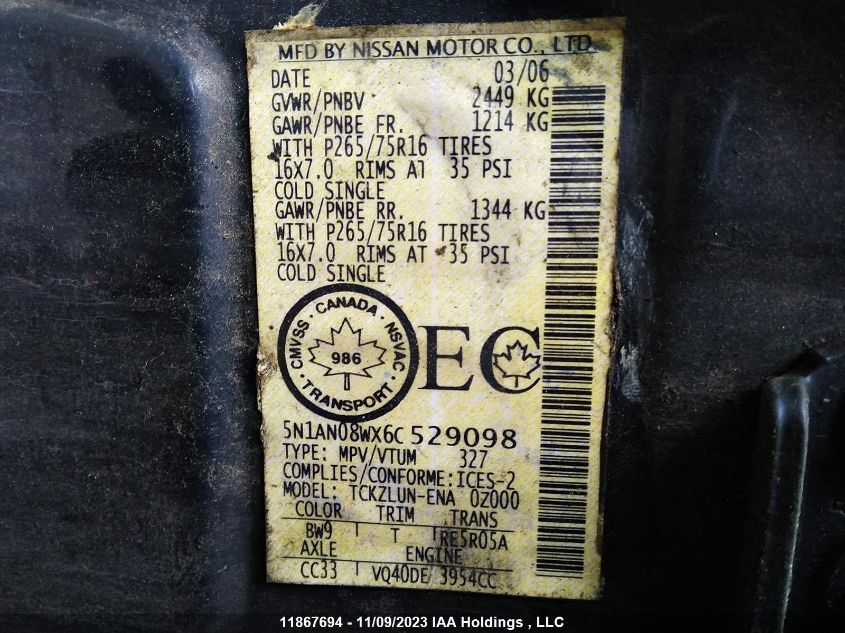 MFD BY NISSAN MOTOR CO., LTD.
DATE 03/06
GVWR/PNBV 2449 KG
GAWR/PNBE FR. 1214 KG
WITH P265/75R16 TIRES
16X7.0 RIMS AT 35 PSI
COLD SINGLE
GAWR/PNBE RR. 1344 KG
WITH P265/75R16 TIRES
16X7.0 RIMS AT 35 PSI
COLD SINGLE
CMVSS · CANADA · NSVAC · TRANSPORT ·
986
EC
5N1AN08WX6C 529098
TYPE: MPV/VTUM 327
COMPLIES/CONFORME:ICES-2
MODEL: TCKZLUN-ENA 0Z000
COLOR TRIM TRANS
BW9 T RE5R05A
AXLE ENGINE
CC33 VQ40DE 3954CC
11867694 - 11/09/2023 IAA Holdings , LLC